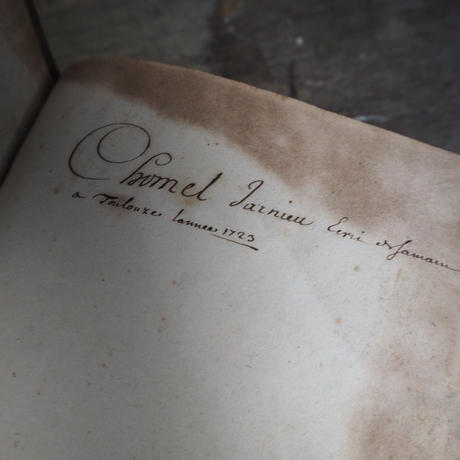 Chomel Jarnieu Ecrit de sa main
a Toulouze Lannee 1723